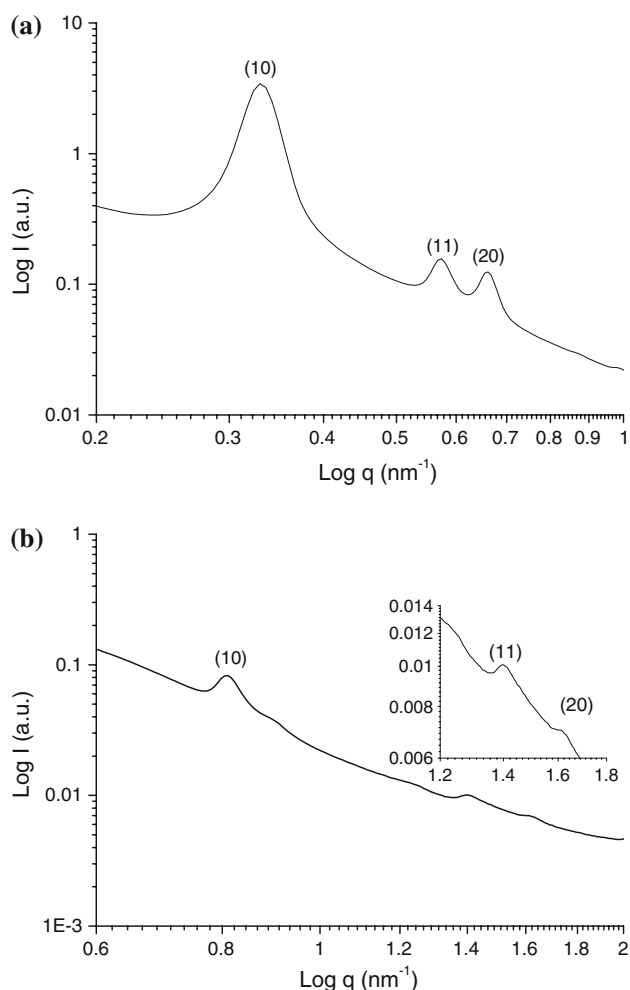 (a)
10
1
0.1
0.01
Log I (a.u.)
(10)
(11)
(20)
0.2 0.3 0.4 0.5 0.6 0.7 0.8 0.9 1
Log q (nm⁻¹)
(b)
1
0.1
0.01
1E-3
Log I (a.u.)
(10)
0.014
0.012
0.01
0.008
0.006
(11)
(20)
1.2 1.4 1.6 1.8
0.6 0.8 1 1.2 1.4 1.6 1.8 2
Log q (nm⁻¹)